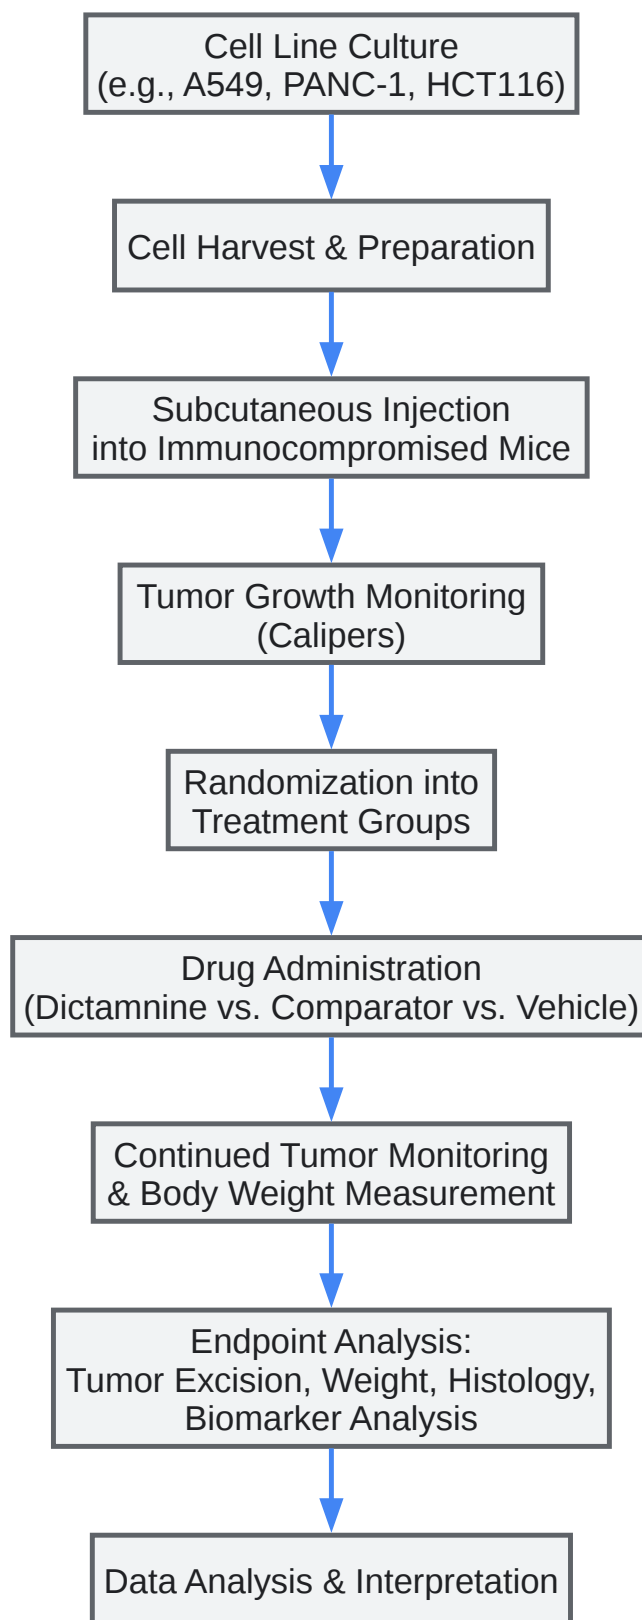 Cell Line Culture
(e.g., A549, PANC-1, HCT116)
Cell Harvest & Preparation
Subcutaneous Injection
into Immunocompromised Mice
Tumor Growth Monitoring
(Calipers)
Randomization into
Treatment Groups
Drug Administration
(Dictamnine vs. Comparator vs. Vehicle)
Continued Tumor Monitoring
& Body Weight Measurement
Endpoint Analysis:
Tumor Excision, Weight, Histology,
Biomarker Analysis
Data Analysis & Interpretation